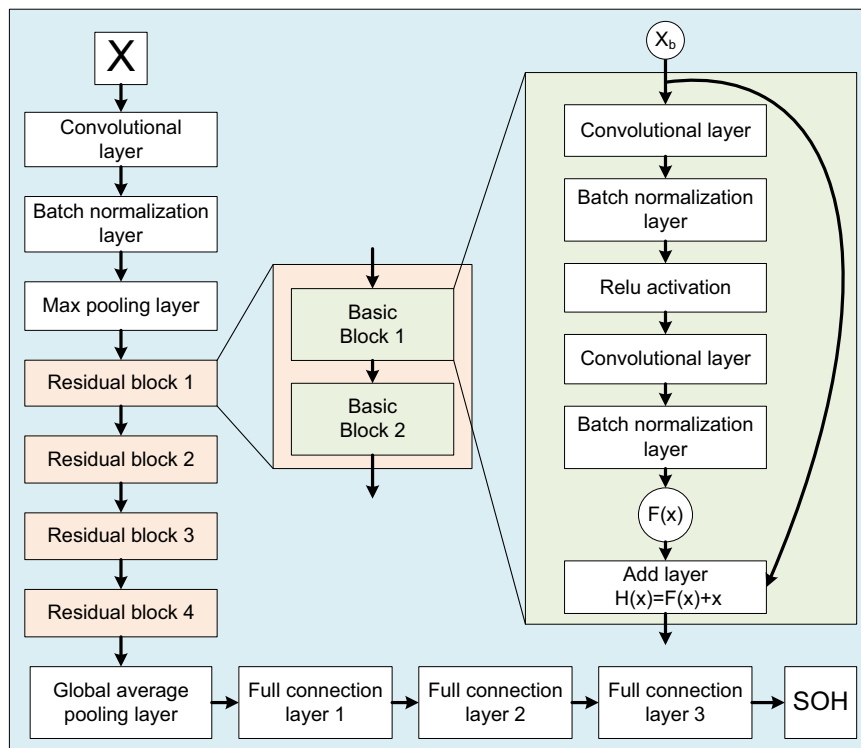 X
Convolutional
layer
Batch normalization
layer
Max pooling layer
Residual block 1
Residual block 2
Residual block 3
Residual block 4
Global average
pooling layer
Full connection
layer 1
Full connection
layer 2
Full connection
layer 3
SOH
Basic
Block 1
Basic
Block 2
Xb
Convolutional layer
Batch normalization
layer
Relu activation
Convolutional layer
Batch normalization
layer
F(x)
Add layer
H(x)=F(x)+x